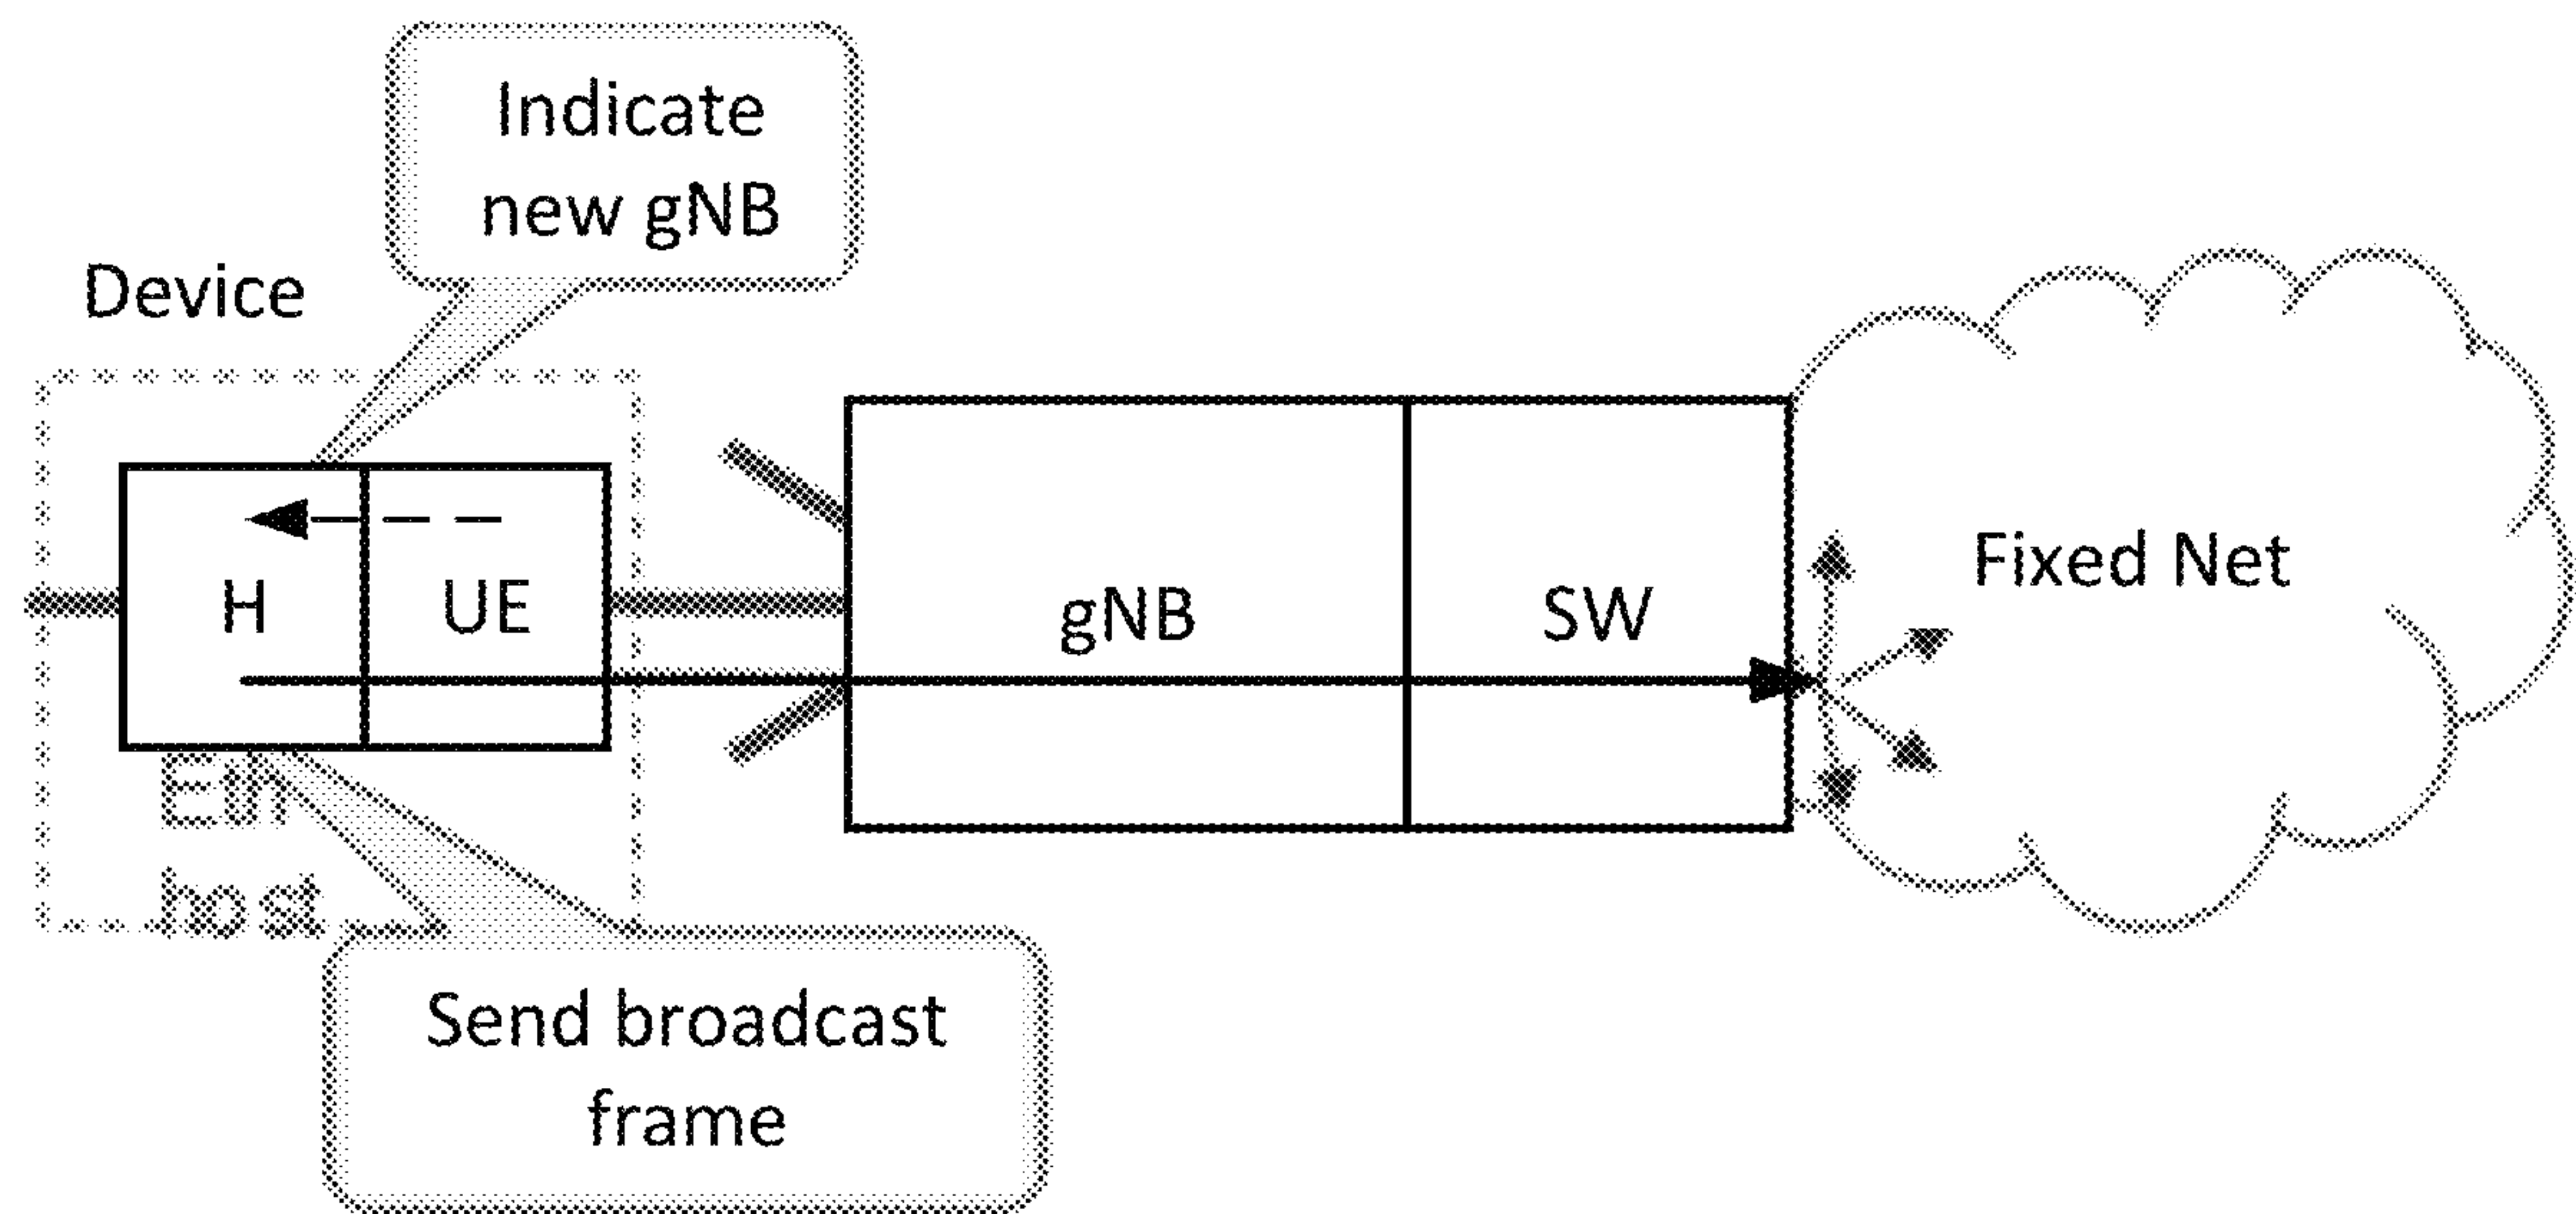 Indicate
new gNB
Device
H
UE
gNB
SW
Fixed Net
Eth
host
Send broadcast
frame